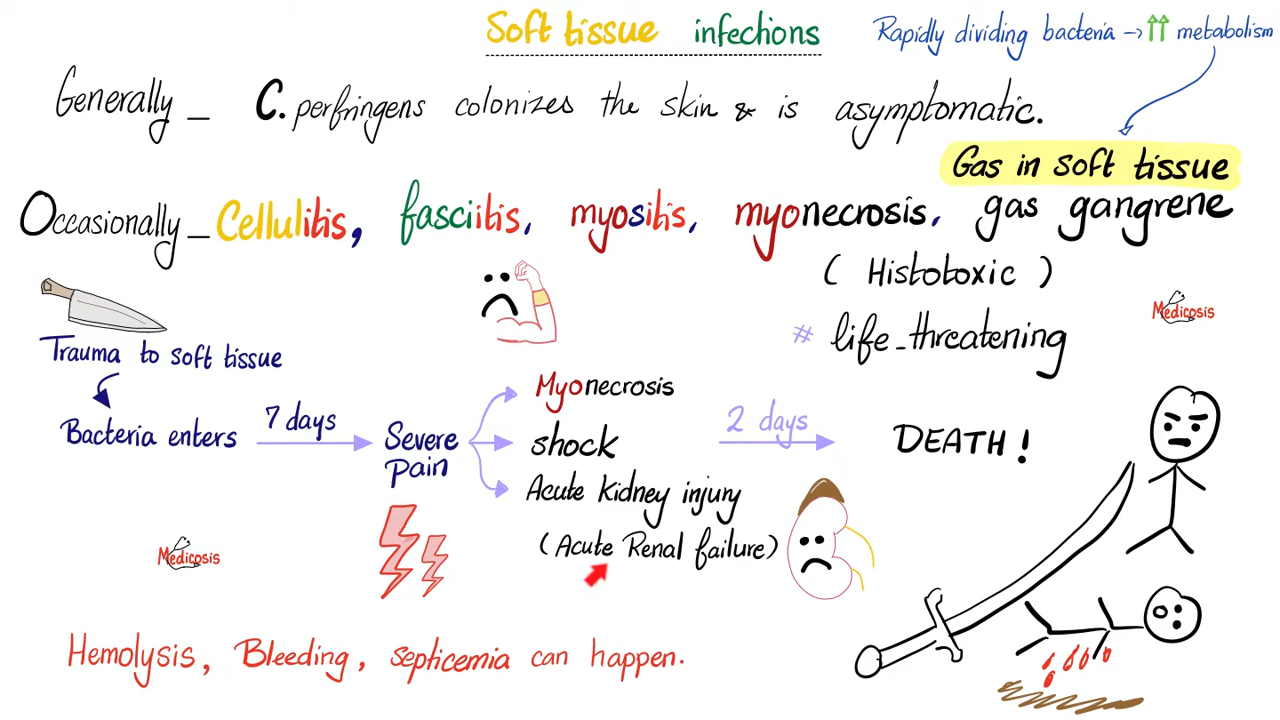 Soft tissue infections
Rapidly dividing bacteria → ↑↑ metabolism
Generally _ C. perfringens colonizes the skin & is asymptomatic.
Gas in soft tissue
Occasionally _ Cellulitis, fasciitis, myositis, myonecrosis, gas gangrene
( Histotoxic )
Medicosis
# life_threatening
Trauma to soft tissue
Bacteria enters
7 days
Severe pain
Myonecrosis
shock
Acute kidney injury
(Acute Renal failure)
2 days
DEATH!
Medicosis
Hemolysis, Bleeding, septicemia can happen.